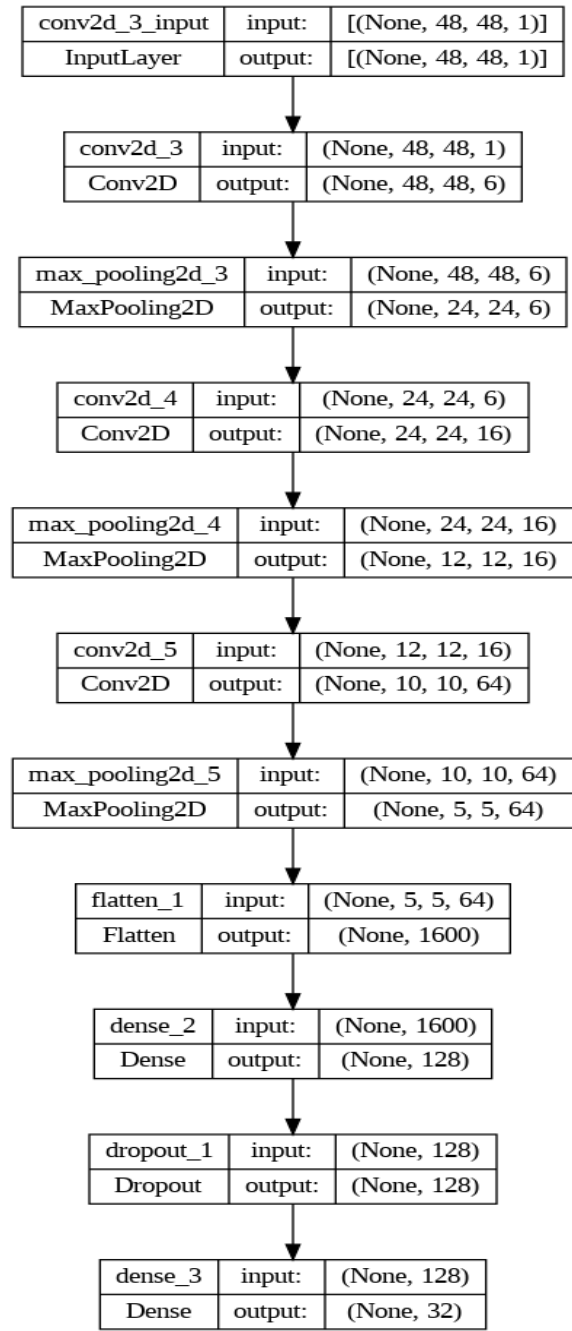 conv2d_3_input input: [(None, 48, 48, 1)]
InputLayer output: [(None, 48, 48, 1)]
conv2d_3 input: (None, 48, 48, 1)
Conv2D output: (None, 48, 48, 6)
max_pooling2d_3 input: (None, 48, 48, 6)
MaxPooling2D output: (None, 24, 24, 6)
conv2d_4 input: (None, 24, 24, 6)
Conv2D output: (None, 24, 24, 16)
max_pooling2d_4 input: (None, 24, 24, 16)
MaxPooling2D output: (None, 12, 12, 16)
conv2d_5 input: (None, 12, 12, 16)
Conv2D output: (None, 10, 10, 64)
max_pooling2d_5 input: (None, 10, 10, 64)
MaxPooling2D output: (None, 5, 5, 64)
flatten_1 input: (None, 5, 5, 64)
Flatten output: (None, 1600)
dense_2 input: (None, 1600)
Dense output: (None, 128)
dropout_1 input: (None, 128)
Dropout output: (None, 128)
dense_3 input: (None, 128)
Dense output: (None, 32)